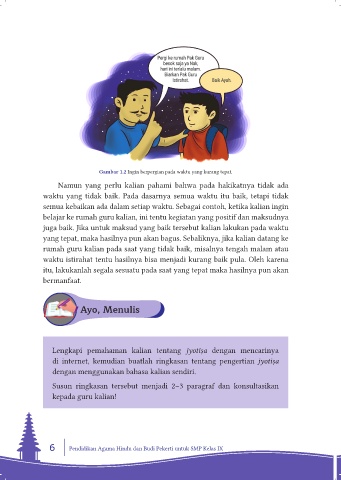 Pergi ke rumah Pak Guru
besok saja ya Nak,
hari ini terlalu malam.
Biarkan Pak Guru
istirahat.
Baik Ayah.
Gambar 1.2 Ingin berpergian pada waktu yang kurang tepat.
Namun yang perlu kalian pahami bahwa pada hakikatnya tidak ada
waktu yang tidak baik. Pada dasarnya semua waktu itu baik, tetapi tidak
semua kebaikan ada dalam setiap waktu. Sebagai contoh, ketika kalian ingin
belajar ke rumah guru kalian, ini tentu kegiatan yang positif dan maksudnya
juga baik. Jika untuk maksud yang baik tersebut kalian lakukan pada waktu
yang tepat, maka hasilnya pun akan bagus. Sebaliknya, jika kalian datang ke
rumah guru kalian pada saat yang tidak baik, misalnya tengah malam atau
waktu istirahat tentu hasilnya bisa menjadi kurang baik pula. Oleh karena
itu, lakukanlah segala sesuatu pada saat yang tepat maka hasilnya pun akan
bermanfaat.
Ayo, Menulis
Lengkapi pemahaman kalian tentang jyotiṣa dengan mencarinya
di internet, kemudian buatlah ringkasan tentang pengertian jyotiṣa
dengan menggunakan bahasa kalian sendiri.
Susun ringkasan tersebut menjadi 2–3 paragraf dan konsultasikan
kepada guru kalian!
6 Pendidikan Agama Hindu dan Budi Pekerti untuk SMP Kelas IX